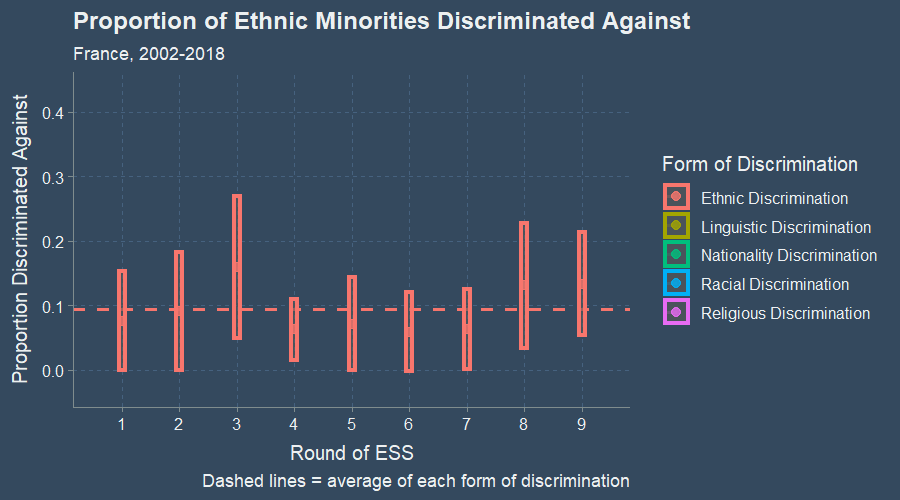 Proportion of Ethnic Minorities Discriminated Against
France, 2002-2018
Proportion Discriminated Against
0.4
0.3
0.2
0.1
0.0
1 2 3 4 5 6 7 8 9
Round of ESS
Dashed lines = average of each form of discrimination
Form of Discrimination
Ethnic Discrimination
Linguistic Discrimination
Nationality Discrimination
Racial Discrimination
Religious Discrimination